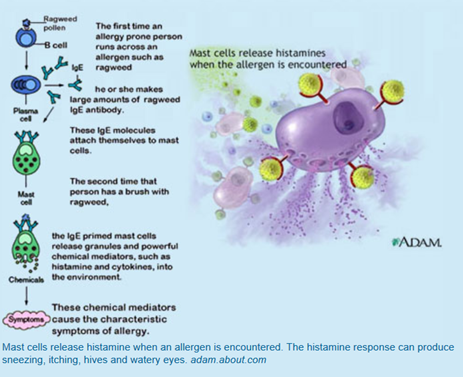 Ragweed
pollen
B cell
The first time an
allergy prone person
runs across an
allergen such as
ragweed
IgE
he or she makes
large amounts of ragweed
IgE antibody.
Plasma
cell
These IgE molecules
attach themselves to mast
cells.
Mast
cell
The second time that
person has a brush with
ragweed,
the IgE primed mast cells
release granules and powerful
chemical mediators, such as
histamine and cytokines, into
the environment.
Chemicals
Symptoms
These chemical mediators
cause the characteristic
symptoms of allergy.
Mast cells release histamines
when the allergen is encountered
ADAM.
Mast cells release histamine when an allergen is encountered. The histamine response can produce
sneezing, itching, hives and watery eyes. adam.about.com